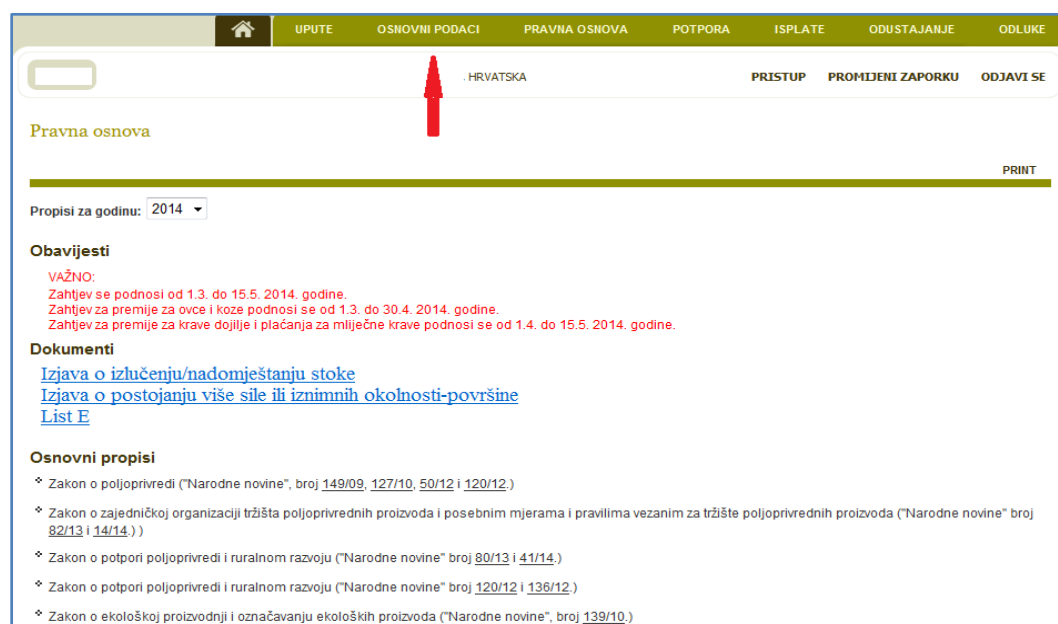 UPUTE OSNOVNI PODACI PRAVNA OSNOVA POTPORA ISPLATE ODUSTAJANJE ODLUKE
. HRVATSKA PRISTUP PROMIJENI ZAPORKU ODJAVI SE
Pravna osnova
PRINT
Propisi za godinu: 2014
Obavijesti
VAŽNO:
Zahtjev se podnosi od 1.3. do 15.5. 2014. godine.
Zahtjev za premije za ovce i koze podnosi se od 1.3. do 30.4. 2014. godine.
Zahtjev za premije za krave dojilje i plaćanja za mliječne krave podnosi se od 1.4. do 15.5. 2014. godine.
Dokumenti
Izjava o izlučenju/nadomještanju stoke
Izjava o postojanju više sile ili iznimnih okolnosti-površine
List E
Osnovni propisi
Zakon o poljoprivredi ("Narodne novine", broj 149/09, 127/10, 50/12 i 120/12.)
Zakon o zajedničkoj organizaciji tržišta poljoprivrednih proizvoda i posebnim mjerama i pravilima vezanim za tržište poljoprivrednih proizvoda ("Narodne novine" broj
82/13 i 14/14.) )
Zakon o potpori poljoprivredi i ruralnom razvoju ("Narodne novine" broj 80/13 i 41/14.)
Zakon o potpori poljoprivredi i ruralnom razvoju ("Narodne novine" broj 120/12 i 136/12.)
Zakon o ekološkoj proizvodnji i označavanju ekoloških proizvoda ("Narodne novine", broj 139/10.)